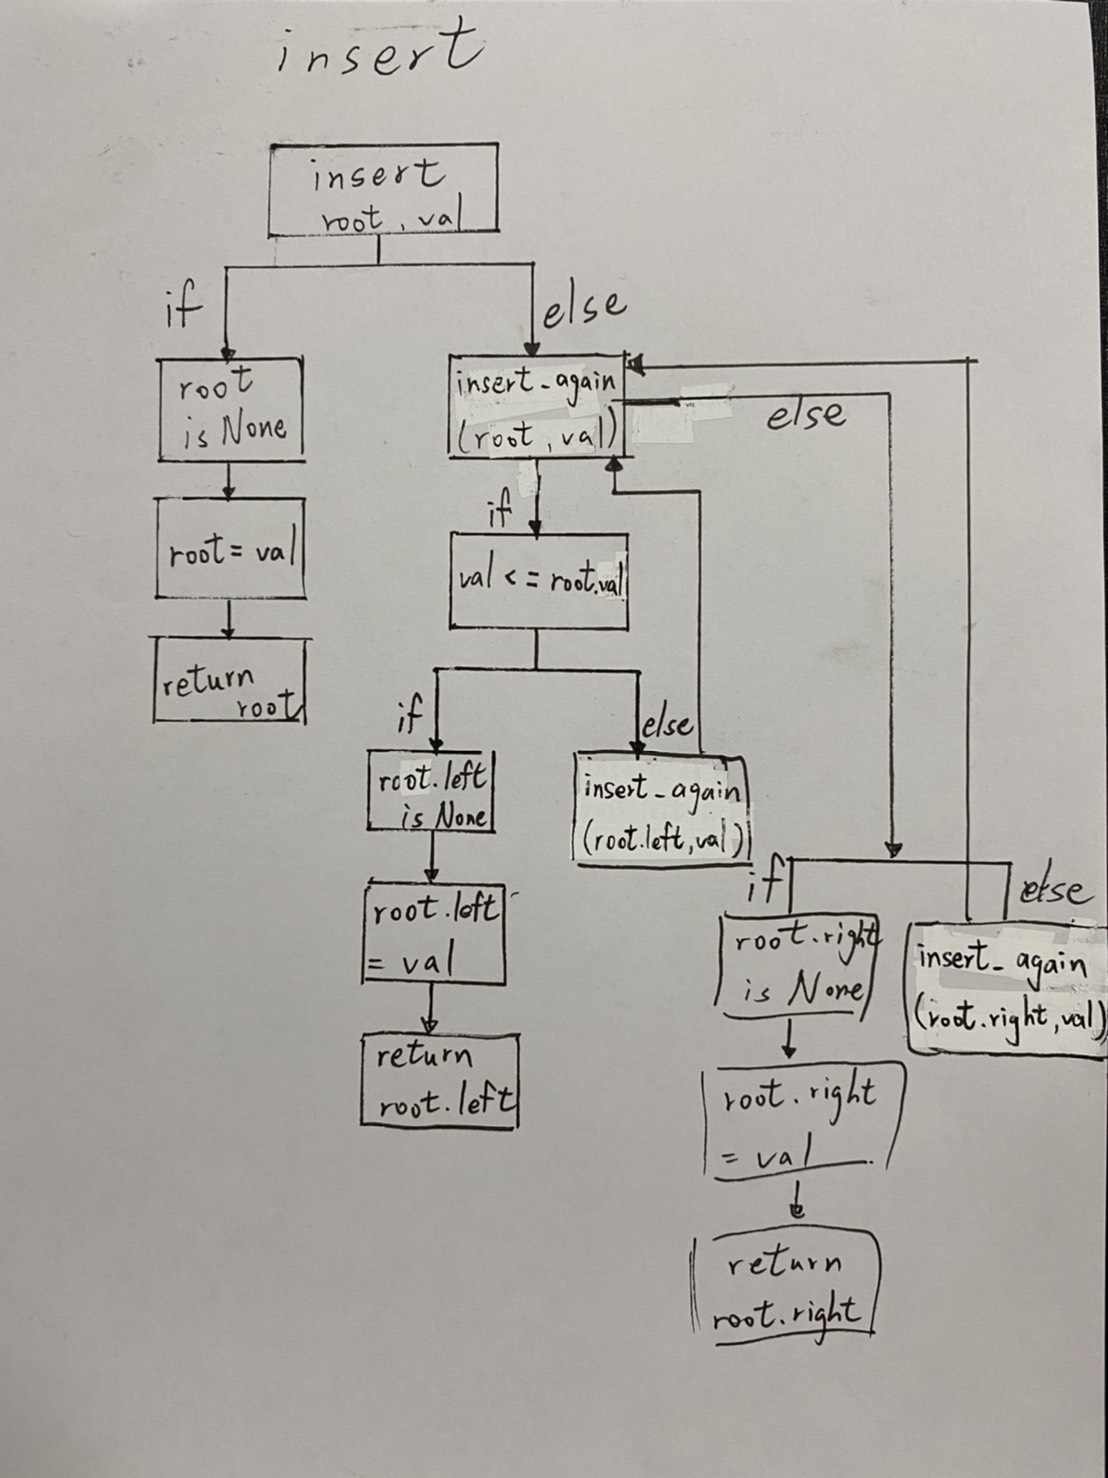 insert
insert
root, val
if
else
root
is None
root = val
return
root
insert_again
(root, val)
else
if
val <= root.val
if
else
root.left
is None
root.left
= val
return
root.left
insert_again
(root.left, val)
if
else
root.right
is None
root.right
= val
return
root.right
insert_again
(root.right, val)